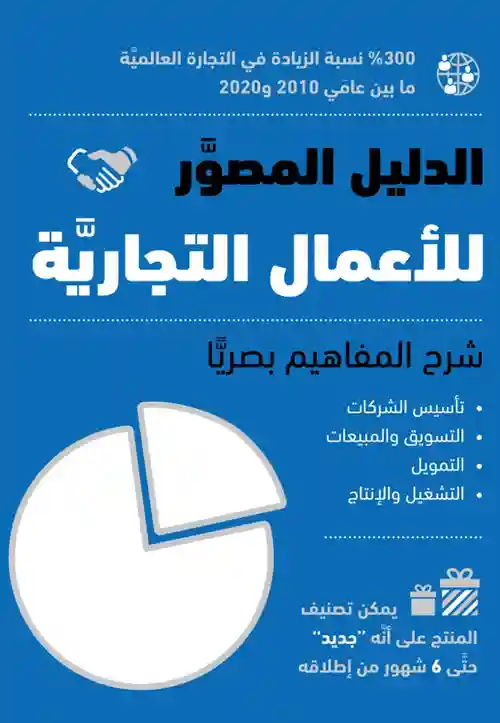 300% نسبة الزيادة في التجارة العالميَّة
ما بين عامَي 2010 و2020
الدليل المصوَّر
للأعمال التجاريَّة
شرح المفاهيم بصريًّا
• تأسيس الشركات
• التسويق والمبيعات
• التمويل
• التشغيل والإنتاج
يمكن تصنيف
المنتج على أنَّه "جديد"
حتَّى 6 شهور من إطلاقه